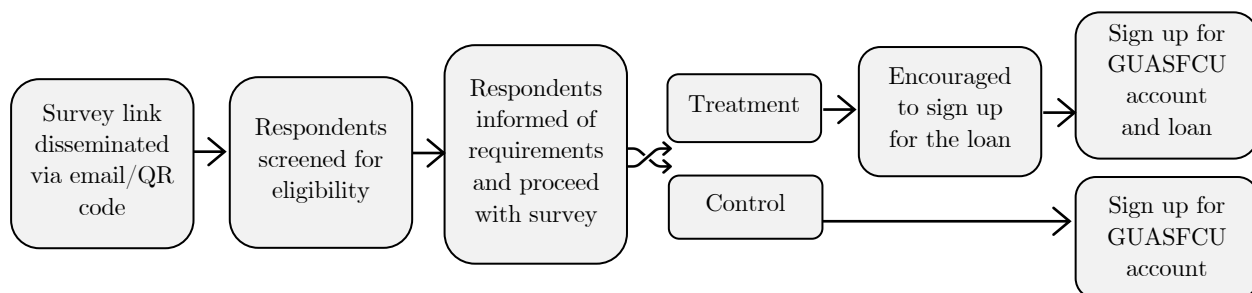 Survey link
disseminated
via email/QR
code
Respondents
screened for
eligibility
Respondents
informed of
requirements
and proceed
with survey
Treatment
Control
Encouraged
to sign up
for the loan
Sign up for
GUASFCU
account
and loan
Sign up for
GUASFCU
account